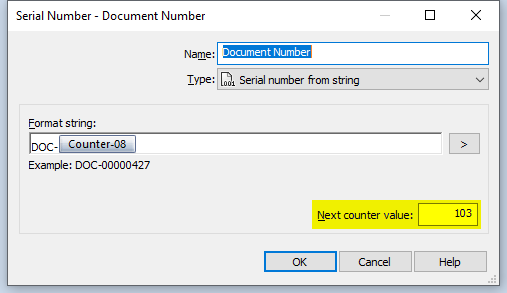 Serial Number - Document Number
Name: Document Number
Type: .001 Serial number from string
Format string:
DOC- Counter-08 >
Example: DOC-00000427
Next counter value: 103
OK Cancel Help